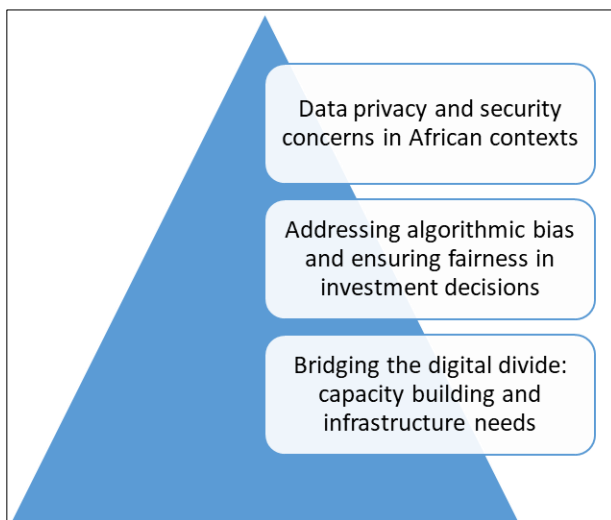 Data privacy and security
concerns in African contexts
Addressing algorithmic bias
and ensuring fairness in
investment decisions
Bridging the digital divide:
capacity building and
infrastructure needs